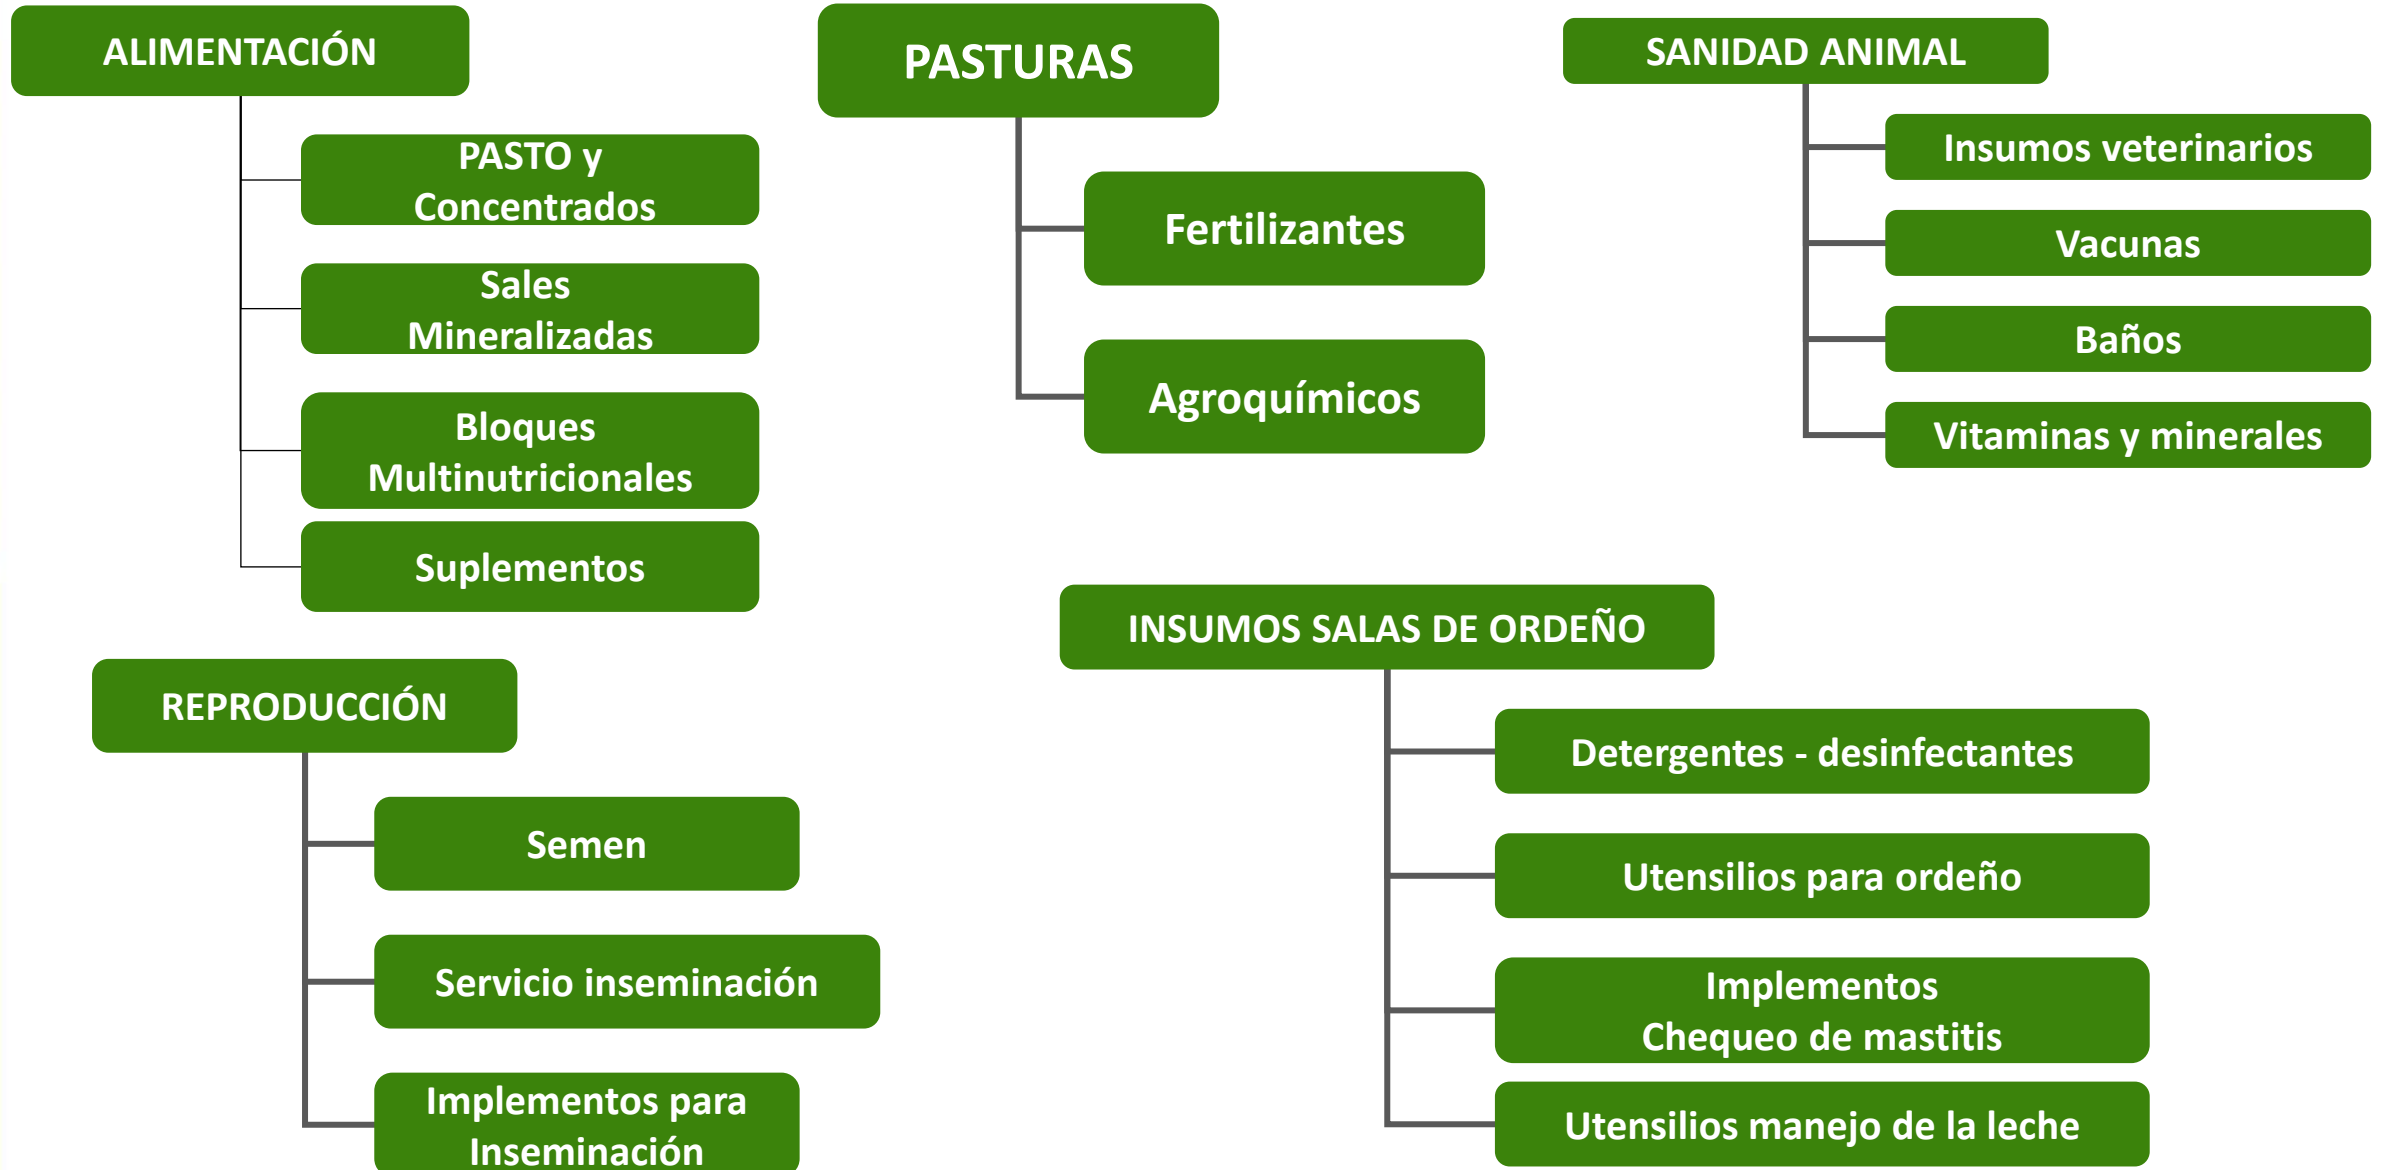 ALIMENTACIÓN
PASTO y
Concentrados
Sales
Mineralizadas
Bloques
Multinutricionales
Suplementos
PASTURAS
Fertilizantes
Agroquímicos
SANIDAD ANIMAL
Insumos veterinarios
Vacunas
Baños
Vitaminas y minerales
REPRODUCCIÓN
Semen
Servicio inseminación
Implementos para
Inseminación
INSUMOS SALAS DE ORDEÑO
Detergentes - desinfectantes
Utensilios para ordeño
Implementos
Chequeo de mastitis
Utensilios manejo de la leche